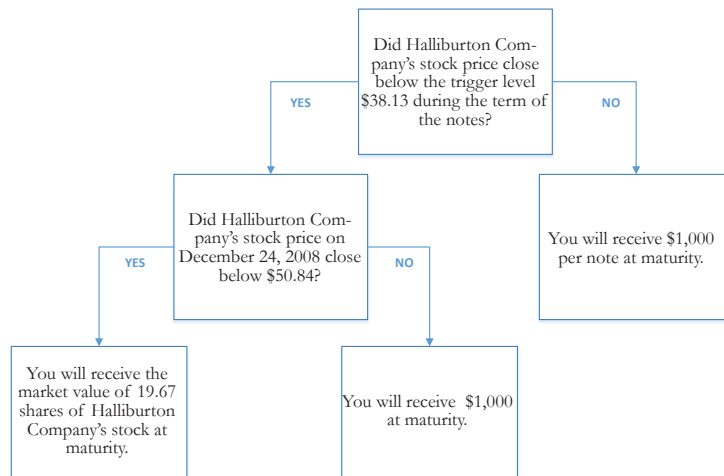 Did Halliburton Com-
pany's stock price close
below the trigger level
$38.13 during the term of
the notes?
YES
NO
Did Halliburton Com-
pany's stock price on
December 24, 2008 close
below $50.84?
You will receive $1,000
per note at maturity.
YES
NO
You will receive the
market value of 19.67
shares of Halliburton
Company's stock at
maturity.
You will receive $1,000
at maturity.